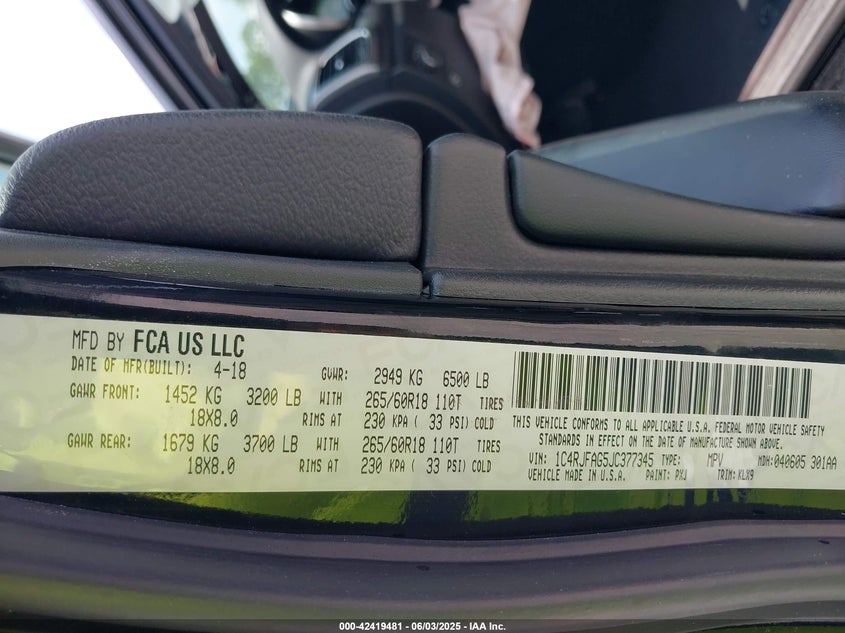 MFD BY FCA US LLC
DATE OF MFR(BUILT): 4-18 GVWR: 2949 KG 6500 LB
GAWR FRONT: 1452 KG 3200 LB WITH 265/60R18 110T TIRES
18X8.0 RIMS AT 230 KPA ( 33 PSI) COLD
GAWR REAR: 1679 KG 3700 LB WITH 265/60R18 110T TIRES
18X8.0 RIMS AT 230 KPA ( 33 PSI) COLD
THIS VEHICLE CONFORMS TO ALL APPLICABLE U.S.A. FEDERAL MOTOR VEHICLE SAFETY
STANDARDS IN EFFECT ON THE DATE OF MANUFACTURE SHOWN ABOVE.
VIN: 1C4RJFAG5JC377345 TYPE: MPV MDH: 040605 301AA
VEHICLE MADE IN U.S.A. PAINT: PXJ TRIM: KLX9
000-42419481 - 06/03/2025 - IAA Inc.